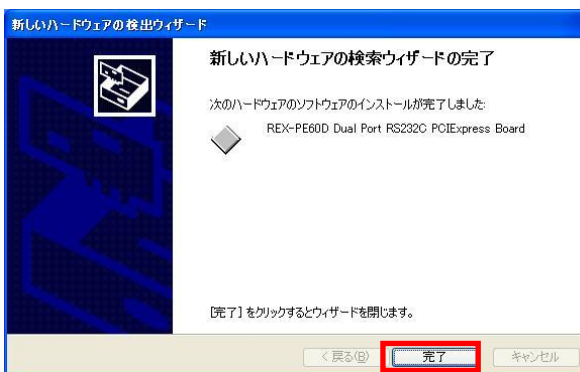 新しいハードウェアの検出ウィザード
新しいハードウェアの検索ウィザードの完了
次のハードウェアのソフトウェアのインストールが完了しました:
REX-PE60D Dual Port RS232C PCIExpress Board
[完了] をクリックするとウィザードを閉じます。
< 戻る(B)
完了
キャンセル